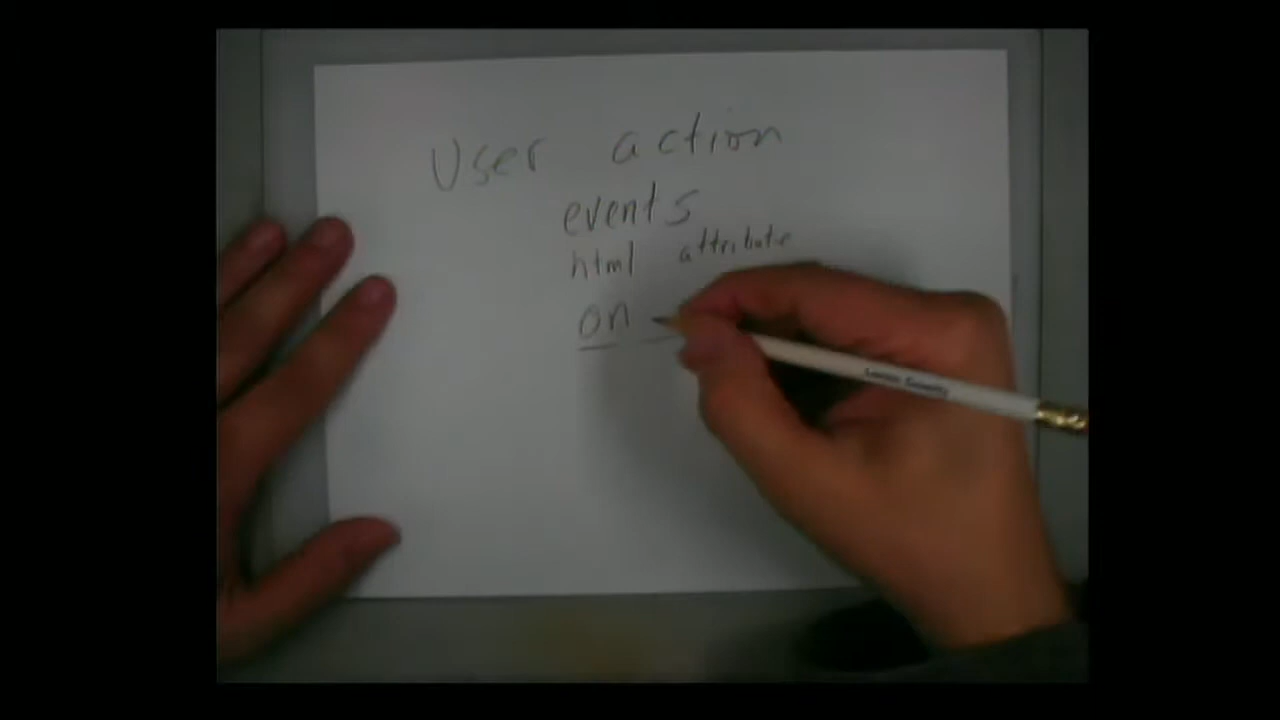 User action
events
html attribute
on